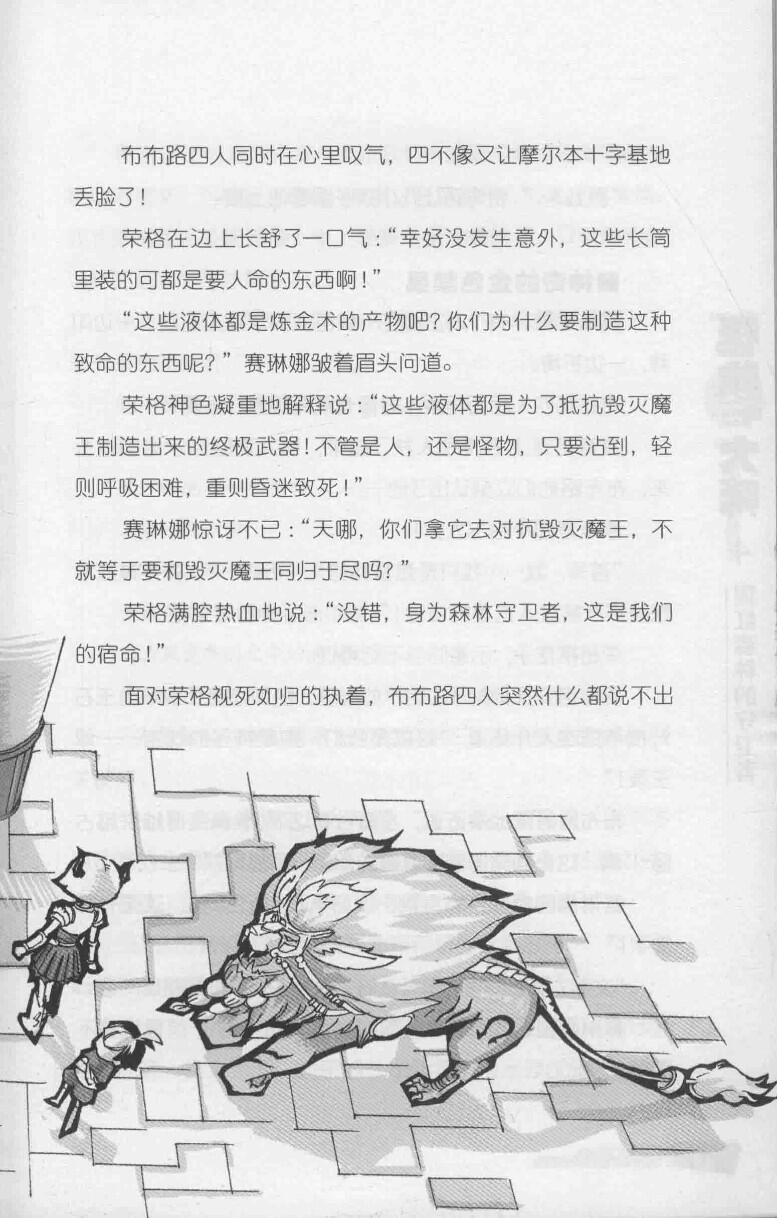 布布路四人同时在心里叹气，四不像又让摩尔本十字基地
丢脸了！
荣格在边上长舒了一口气：“幸好没发生意外，这些长筒
里装的可都是要人命的东西啊！”
“这些液体都是炼金术的产物吧？你们为什么要制造这种
致命的东西呢？” 赛琳娜皱着眉头问道。
荣格神色凝重地解释说：“这些液体都是为了抵抗毁灭魔
王制造出来的终极武器！不管是人，还是怪物，只要沾到，轻
则呼吸困难，重则昏迷致死！”
赛琳娜惊讶不已：“天哪，你们拿它去对抗毁灭魔王，不
就等于要和毁灭魔王同归于尽吗？”
荣格满腔热血地说：“没错，身为森林守卫者，这是我们
的宿命！”
面对荣格视死如归的执着，布布路四人突然什么都说不出